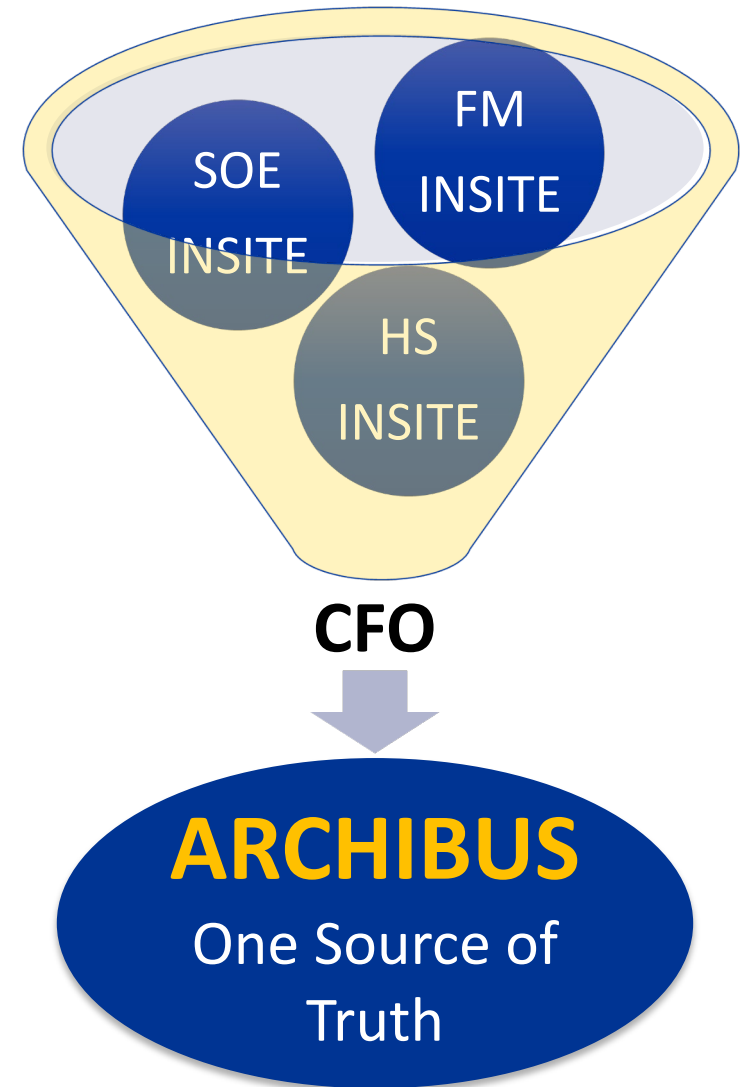 FM
INSITE
SOE
INSITE
HS
INSITE
CFO
ARCHIBUS
One Source of
Truth